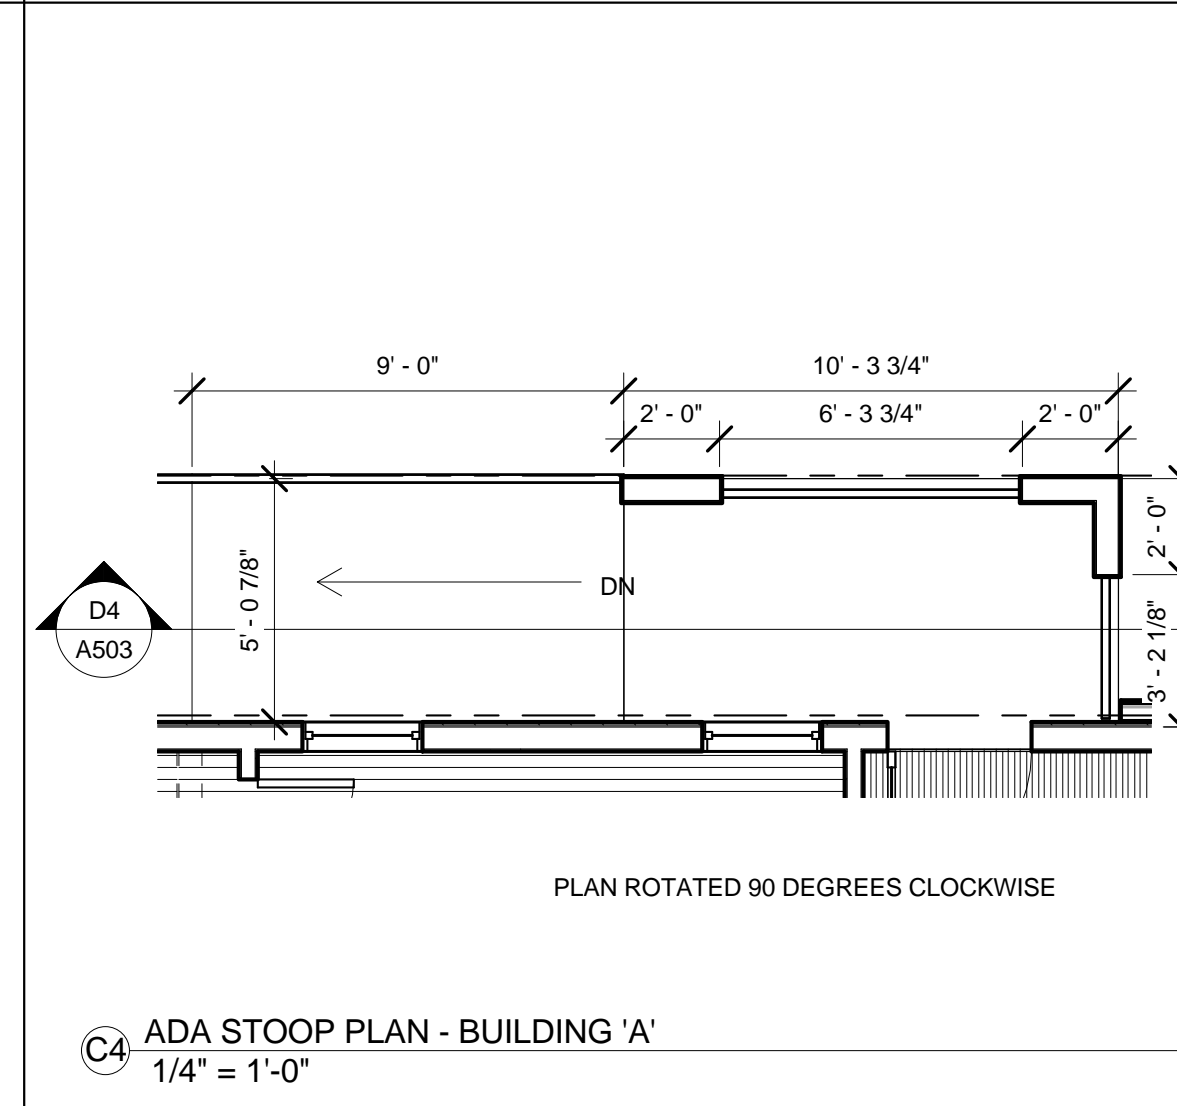 9' - 0"
10' - 3 3/4"
2' - 0"
6' - 3 3/4"
2' - 0"
2' - 0"
5' - 0 7/8"
DN
D4
A503
3' - 2 1/8"
PLAN ROTATED 90 DEGREES CLOCKWISE
C4
ADA STOOP PLAN - BUILDING 'A'
1/4" = 1'-0"